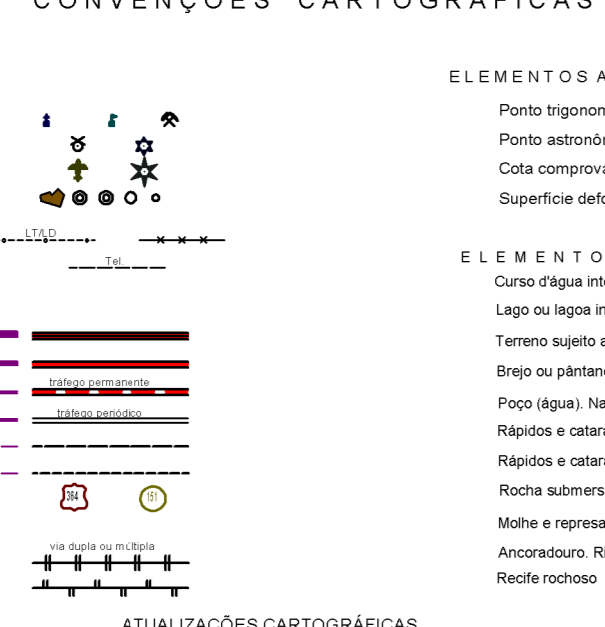 CONVENÇÕES CARTOGRÁFICAS
LT/LD
Tel.
tráfego permanente
tráfego periódico
364
151
via dupla ou múltipla
ATUALIZAÇÕES CARTOGRÁFICAS
ELEMENTOS A
Ponto trigonom
Ponto astronôm
Cota comprova
Superfície defo
ELEMENTO
Curso d'água inte
Lago ou lagoa in
Terreno sujeito a
Brejo ou pântano
Poço (água). Na
Rápidos e catara
Rápidos e catara
Rocha submers
Molhe e represa
Ancoradouro. Ri
Recife rochoso